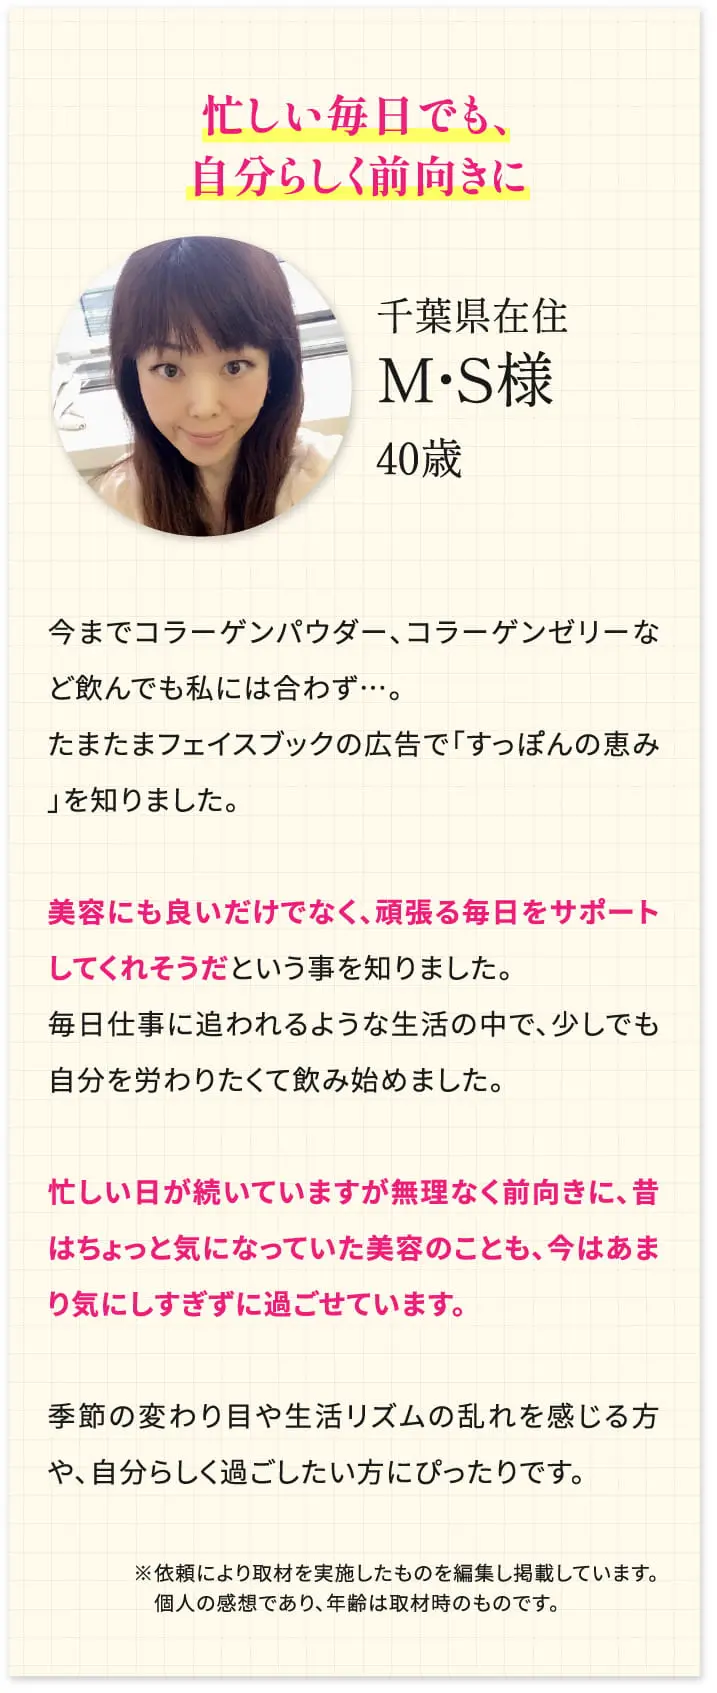 忙しい毎日でも、
自分らしく前向きに
千葉県在住
M・S様
40歳
今までコラーゲンパウダー、コラーゲンゼリーな
ど飲んでも私には合わず…。
たまたまフェイスブックの広告で「すっぽんの恵み
」を知りました。
美容にも良いだけでなく、頑張る毎日をサポート
してくれそうだという事を知りました。
毎日仕事に追われるような生活の中で、少しでも
自分を労わりたくて飲み始めました。
忙しい日が続いていますが無理なく前向きに、昔
はちょっと気になっていた美容のことも、今はあま
り気にしすぎずに過ごせています。
季節の変わり目や生活リズムの乱れを感じる方
や、自分らしく過ごしたい方にぴったりです。
※依頼により取材を実施したものを編集し掲載しています。
個人の感想であり、年齢は取材時のものです。